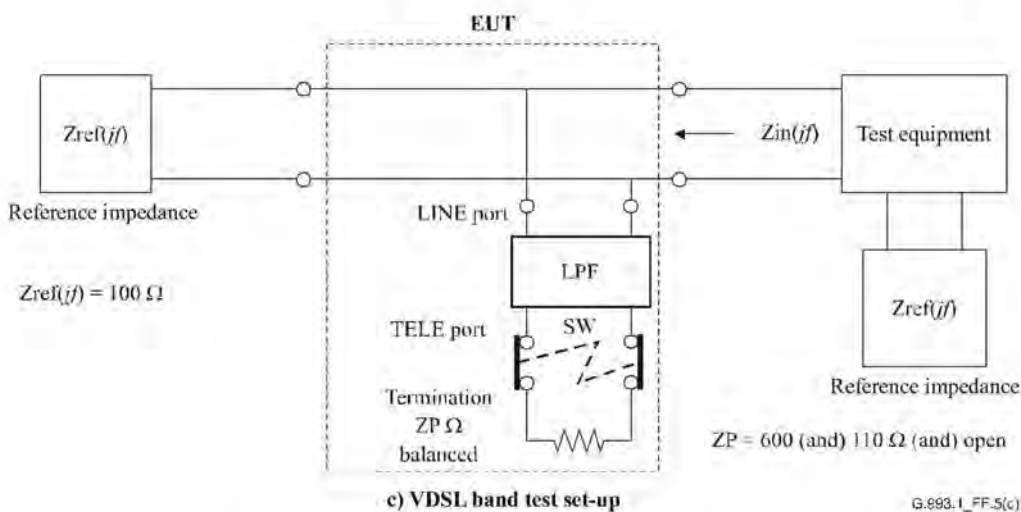 EUT
Zref(jf)
Zin(jf)
Test equipment
Reference impedance
LINE port
Zref(jf) = 100 Ω
LPF
Zref(jf)
TELE port
SW
Reference impedance
Termination
ZP Ω
balanced
ZP = 600 (and) 110 Ω (and) open
c) VDSL band test set-up
G.993.1_FF.5(c)